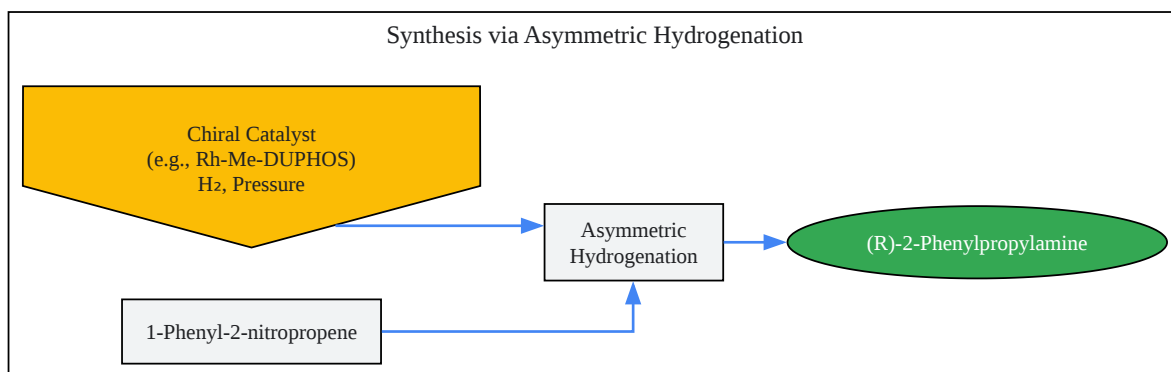 Synthesis via Asymmetric Hydrogenation
Chiral Catalyst
(e.g., Rh-Me-DUPHOS)
H₂, Pressure
Asymmetric
Hydrogenation
(R)-2-Phenylpropylamine
1-Phenyl-2-nitropropene